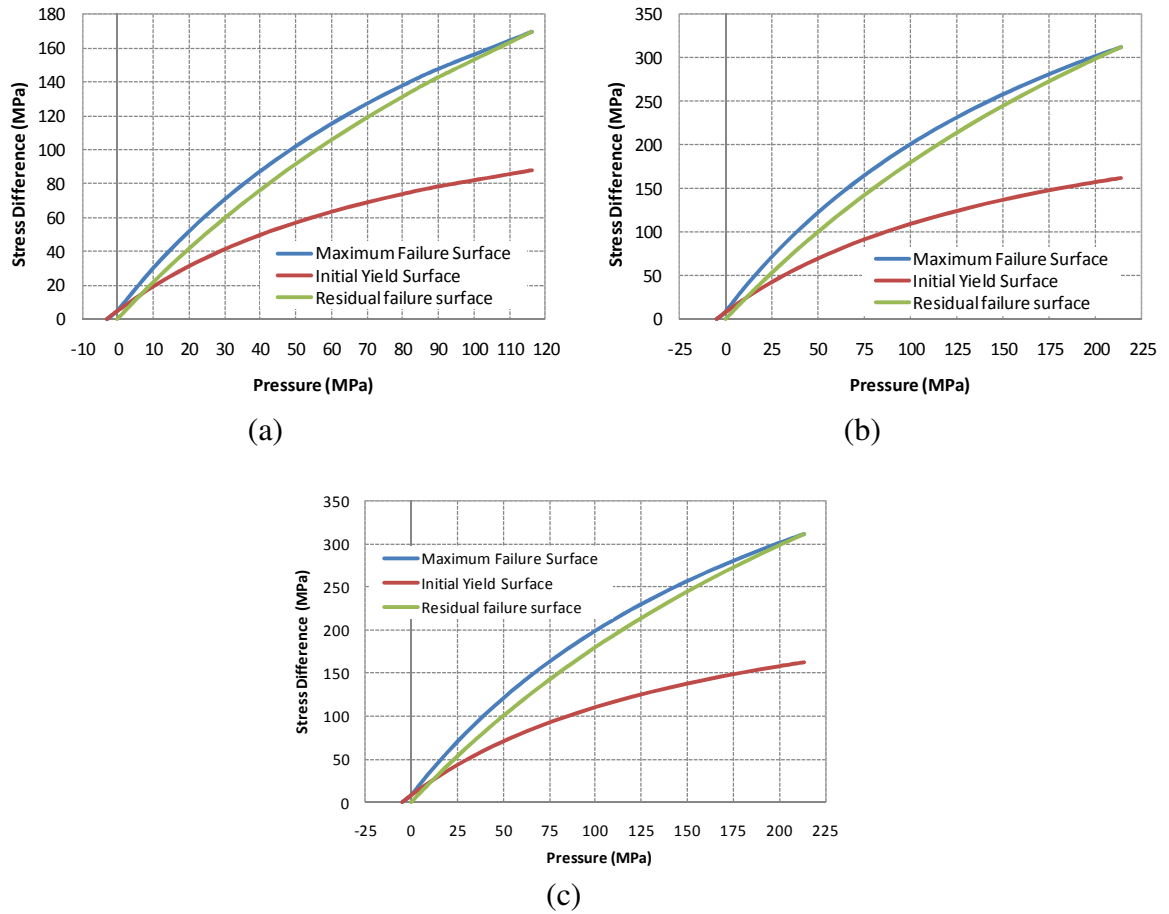 180
160
140
120
100
80
60
40
20
0
Stress Difference (MPa)
Maximum Failure Surface
Initial Yield Surface
Residual failure surface
-10 0 10 20 30 40 50 60 70 80 90 100 110 120
Pressure (MPa)
(a)
350
300
250
200
150
100
50
0
Stress Difference (MPa)
Maximum Failure Surface
Initial Yield Surface
Residual failure surface
-25 0 25 50 75 100 125 150 175 200 225
Pressure (MPa)
(b)
350
300
250
200
150
100
50
0
Stress Difference (MPa)
Maximum Failure Surface
Initial Yield Surface
Residual failure surface
-25 0 25 50 75 100 125 150 175 200 225
Pressure (MPa)
(c)